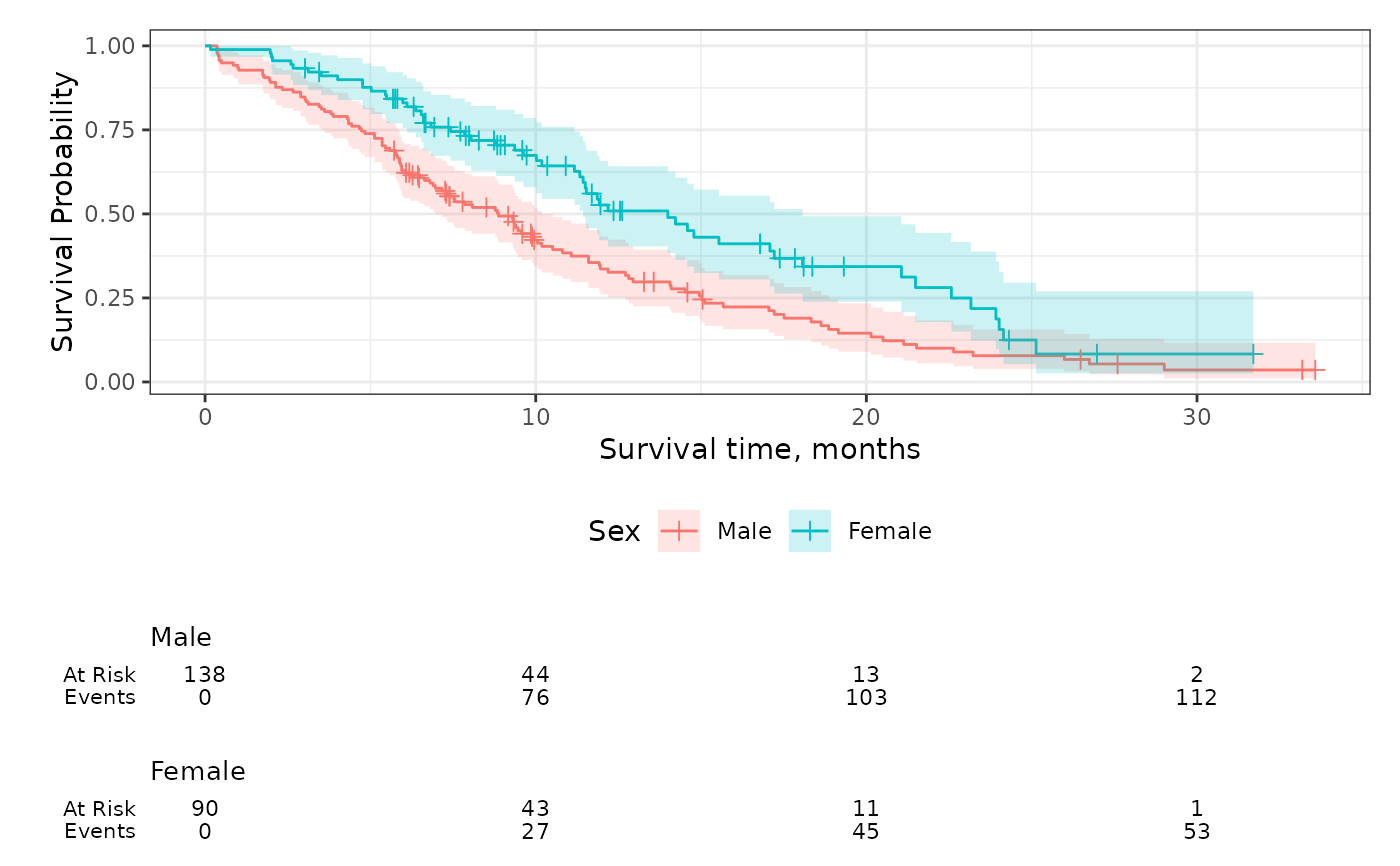 Survival Probability
1.00
0.75
0.50
0.25
0.00
0 10 20 30
Survival time, months
Sex Male Female
Male
At Risk 138 44 13 2
Events 0 76 103 112
Female
At Risk 90 43 11 1
Events 0 27 45 53